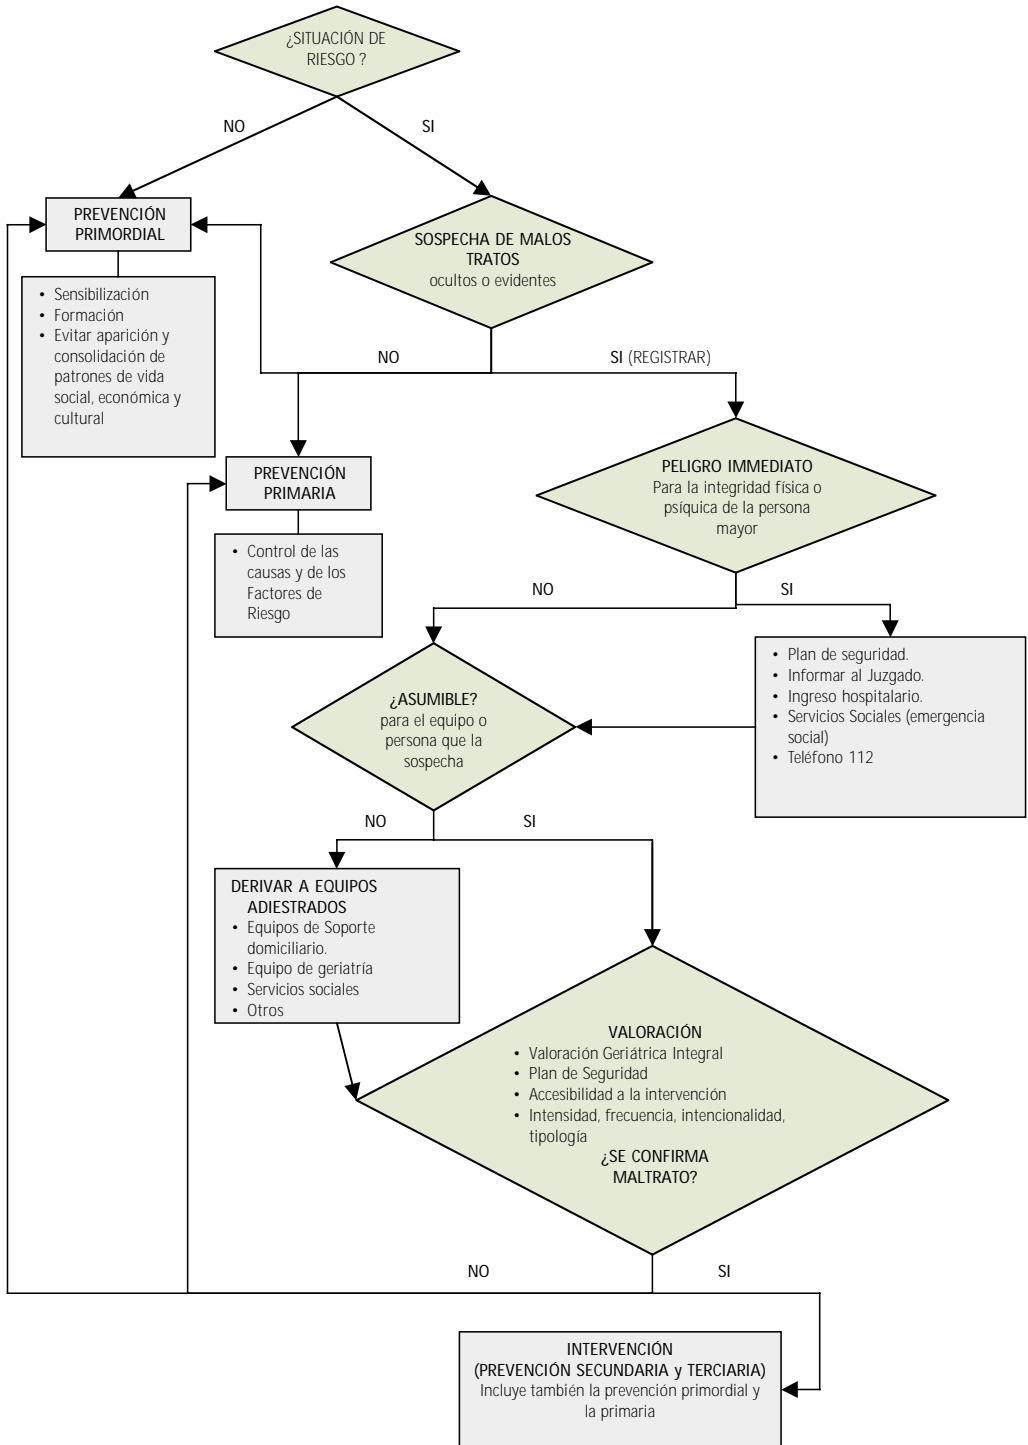 ¿SITUACIÓN DE
RIESGO ?
NO
SI
PREVENCIÓN
PRIMORDIAL
• Sensibilización
• Formación
• Evitar aparición y
consolidación de
patrones de vida
social, económica y
cultural
SOSPECHA DE MALOS
TRATOS
ocultos o evidentes
NO
SI (REGISTRAR)
PREVENCIÓN
PRIMARIA
• Control de las
causas y de los
Factores de
Riesgo
PELIGRO IMMEDIATO
Para la integridad física o
psíquica de la persona
mayor
NO
SI
¿ASUMIBLE?
para el equipo o
persona que la
sospecha
• Plan de seguridad.
• Informar al Juzgado.
• Ingreso hospitalario.
• Servicios Sociales (emergencia
social)
• Teléfono 112
NO
SI
DERIVAR A EQUIPOS
ADIESTRADOS
• Equipos de Soporte
domiciliario.
• Equipo de geriatría
• Servicios sociales
• Otros
VALORACIÓN
• Valoración Geriátrica Integral
• Plan de Seguridad
• Accesibilidad a la intervención
• Intensidad, frecuencia, intencionalidad,
tipología
¿SE CONFIRMA
MALTRATO?
NO
SI
INTERVENCIÓN
(PREVENCIÓN SECUNDARIA y TERCIARIA)
Incluye también la prevención primordial y
la primaria